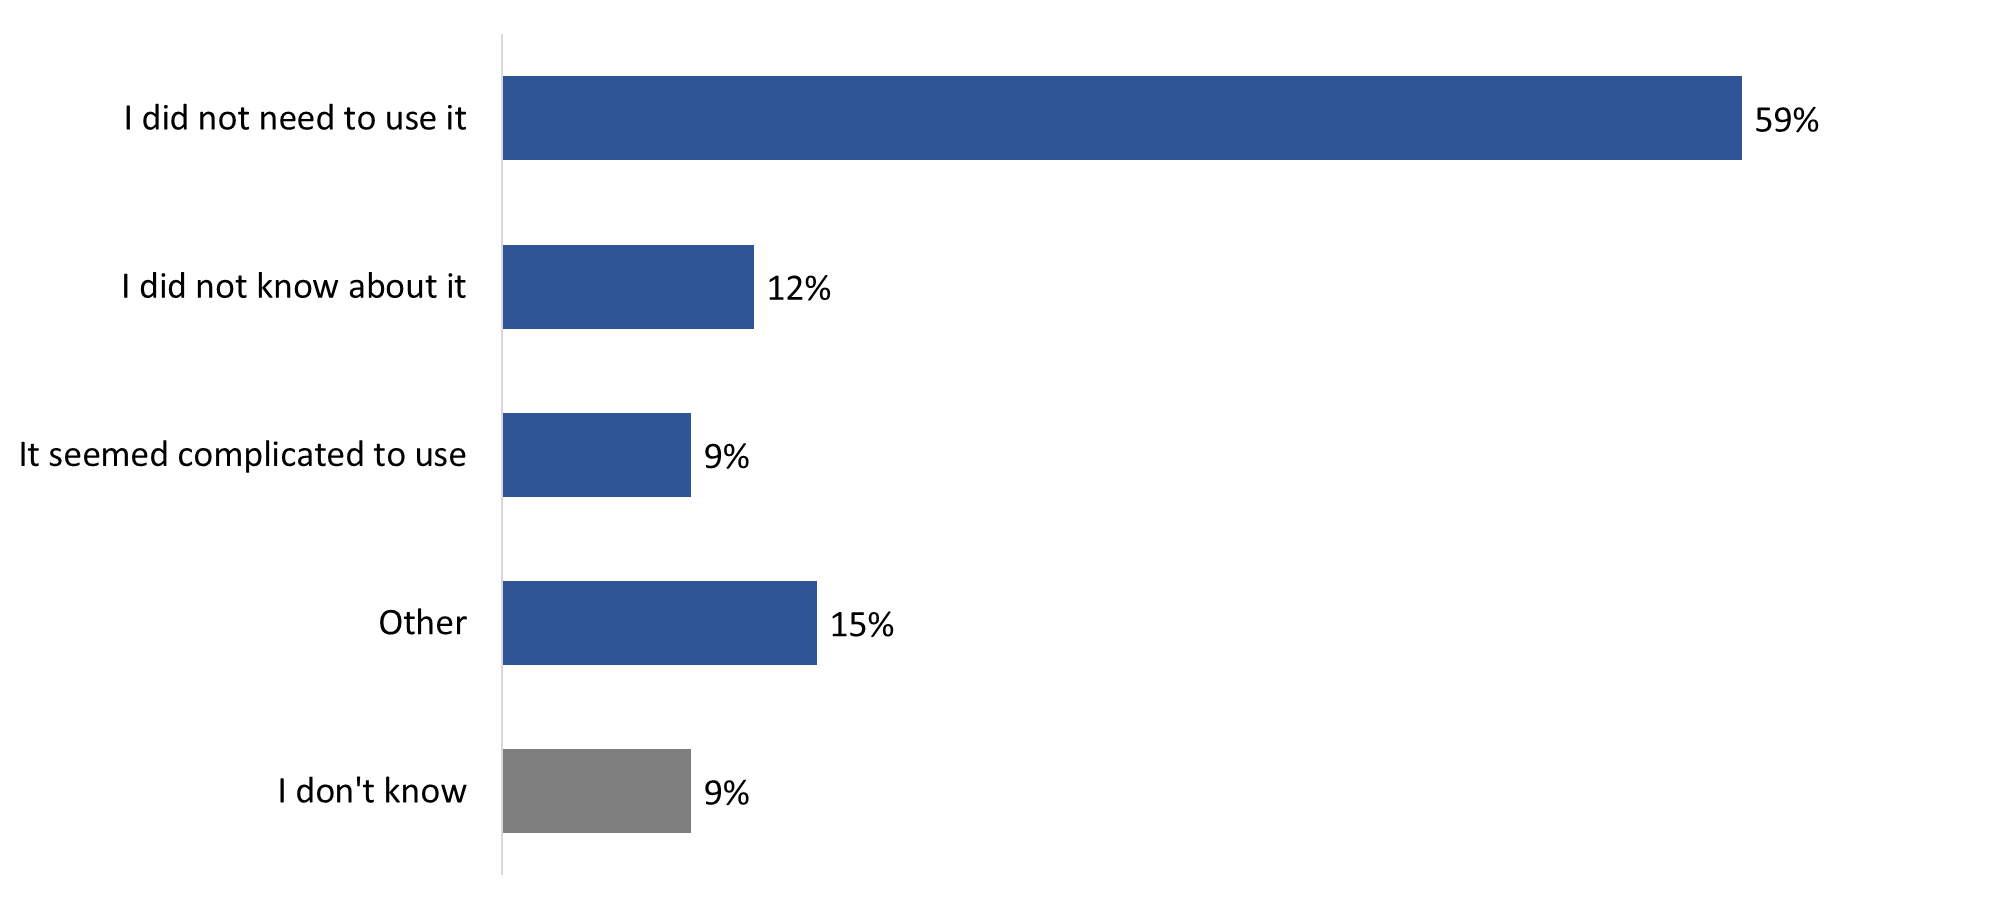 I did not need to use it 59%
I did not know about it 12%
It seemed complicated to use 9%
Other 15%
I don't know 9%